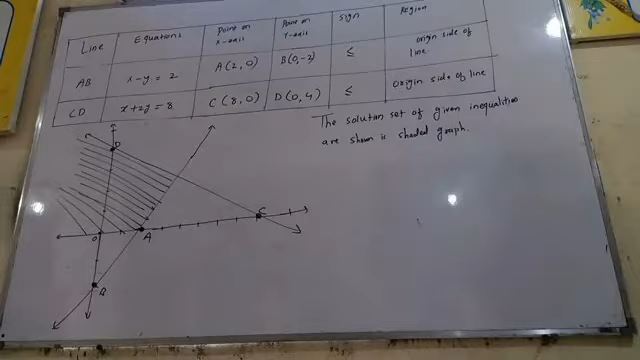 Line Equations Point on X-axis Point on Y-axis Sign Region
AB x-y = 2 A(2,0) B(0,-2) ≤ origin side of line.
CD x+2y = 8 C(8,0) D(0,4) ≤ origin side of line
The solution set of given inequalities
are shown is shaded graph.
D
C
O A
B